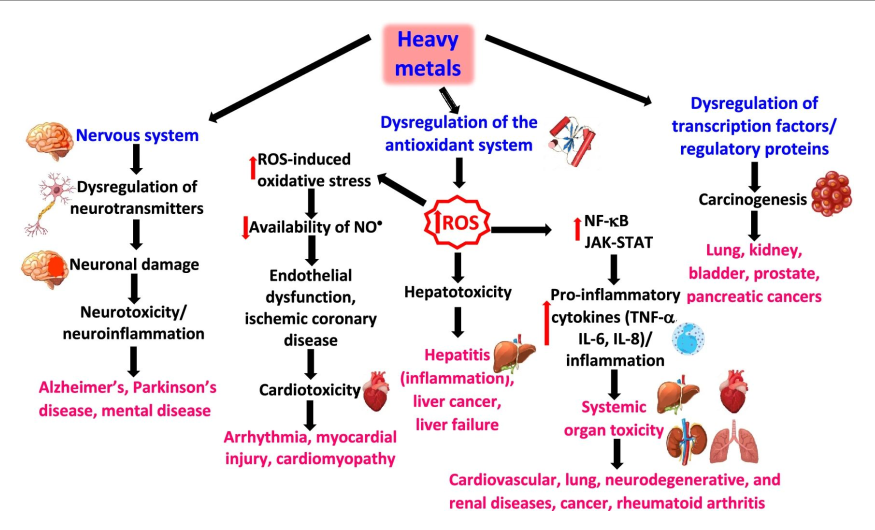 Heavy
metals
Nervous system
Dysregulation of
neurotransmitters
Neuronal damage
Neurotoxicity/
neuroinflammation
Alzheimer's, Parkinson's
disease, mental disease
Dysregulation of the
antioxidant system
ROS
ROS-induced
oxidative stress
Availability of NO•
Endothelial
dysfunction,
ischemic coronary
disease
Cardiotoxicity
Arrhythmia, myocardial
injury, cardiomyopathy
Hepatotoxicity
Hepatitis
(inflammation),
liver cancer,
liver failure
NF-κB
JAK-STAT
Pro-inflammatory
cytokines (TNF-α
IL-6, IL-8)/
inflammation
Systemic
organ toxicity
Cardiovascular, lung, neurodegenerative, and
renal diseases, cancer, rheumatoid arthritis
Dysregulation of
transcription factors/
regulatory proteins
Carcinogenesis
Lung, kidney,
bladder, prostate,
pancreatic cancers